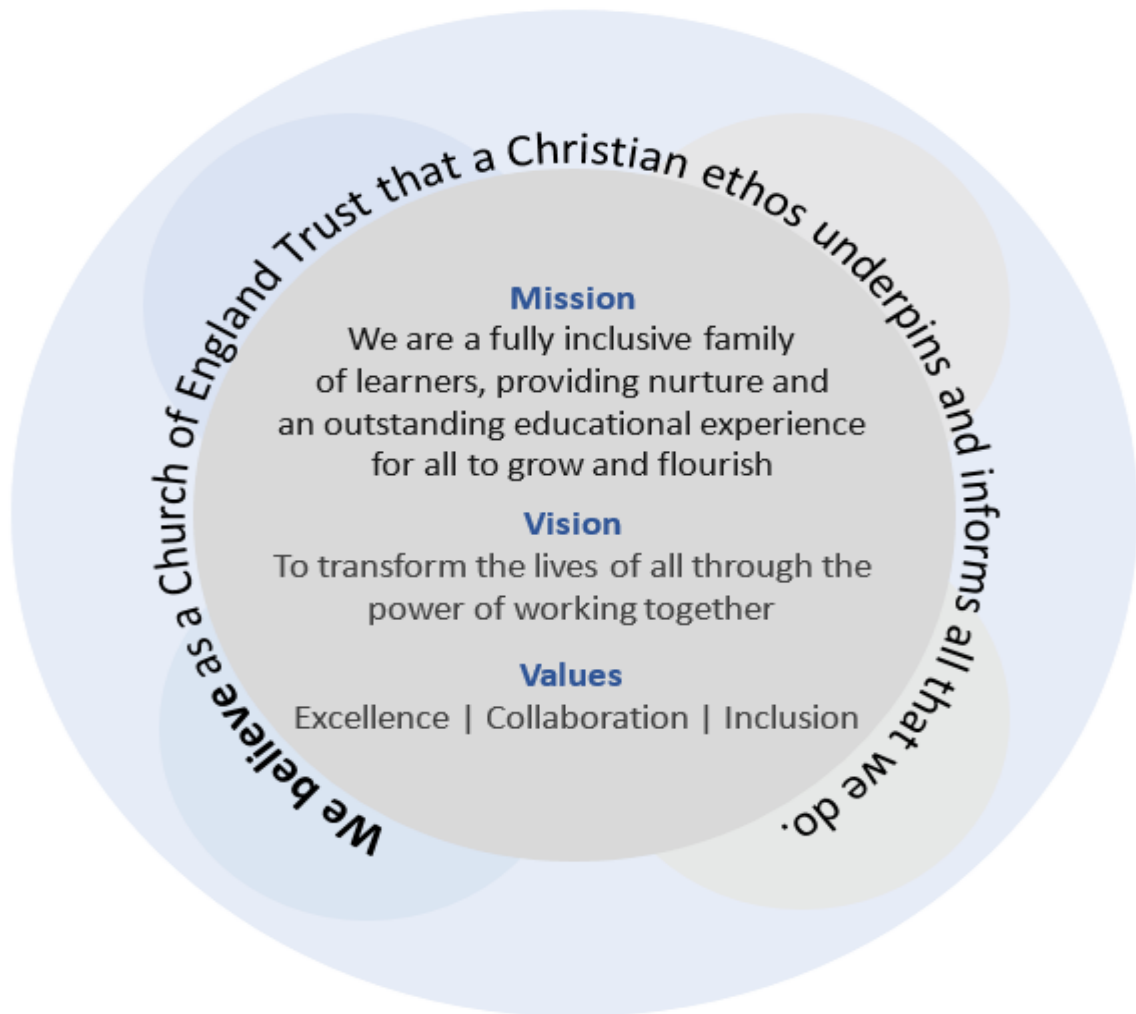 We believe as a Church of England Trust that a Christian ethos underpins and informs all that we do.
Mission
We are a fully inclusive family
of learners, providing nurture and
an outstanding educational experience
for all to grow and flourish
Vision
To transform the lives of all through the
power of working together
Values
Excellence | Collaboration | Inclusion